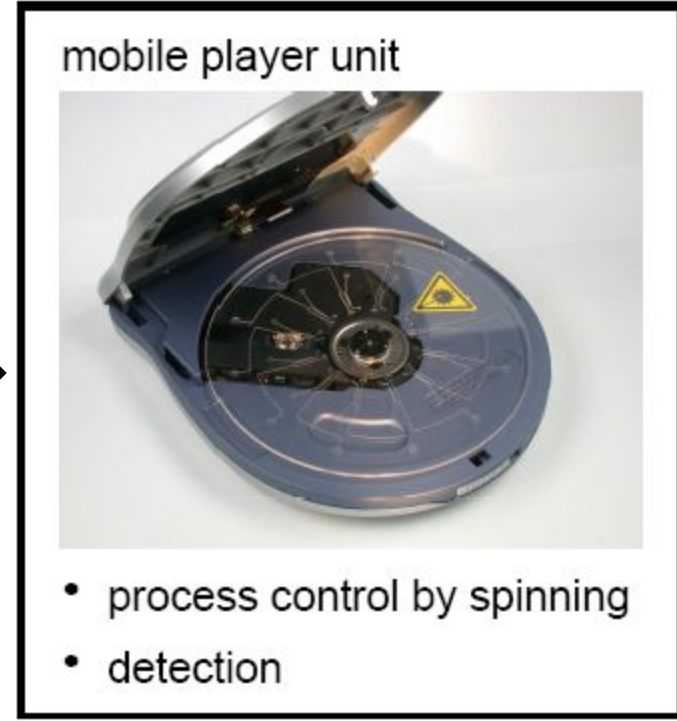 mobile player unit
• process control by spinning
• detection